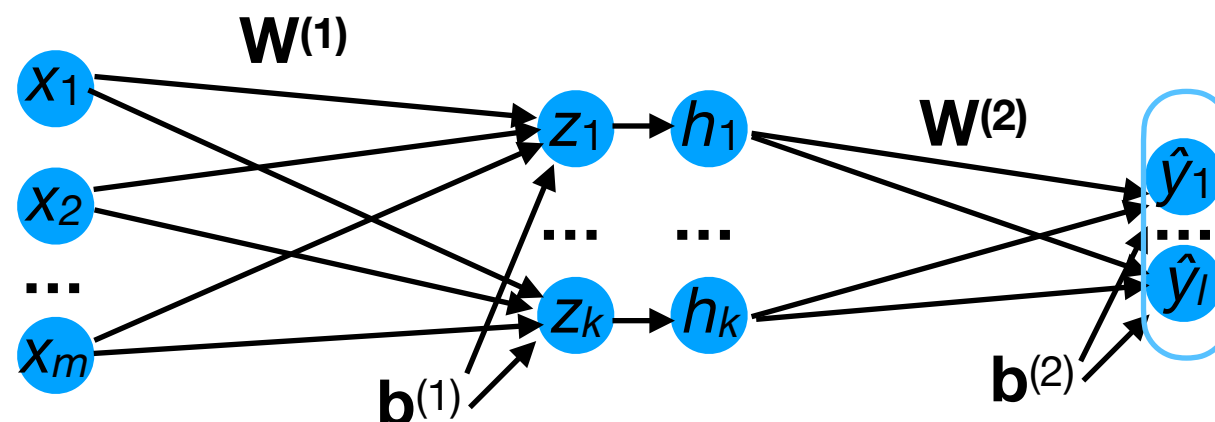 W(1)
x1
z1
h1
W(2)
ŷ1
x2
...
...
...
...
ŷl
zk
hk
xm
b(1)
b(2)